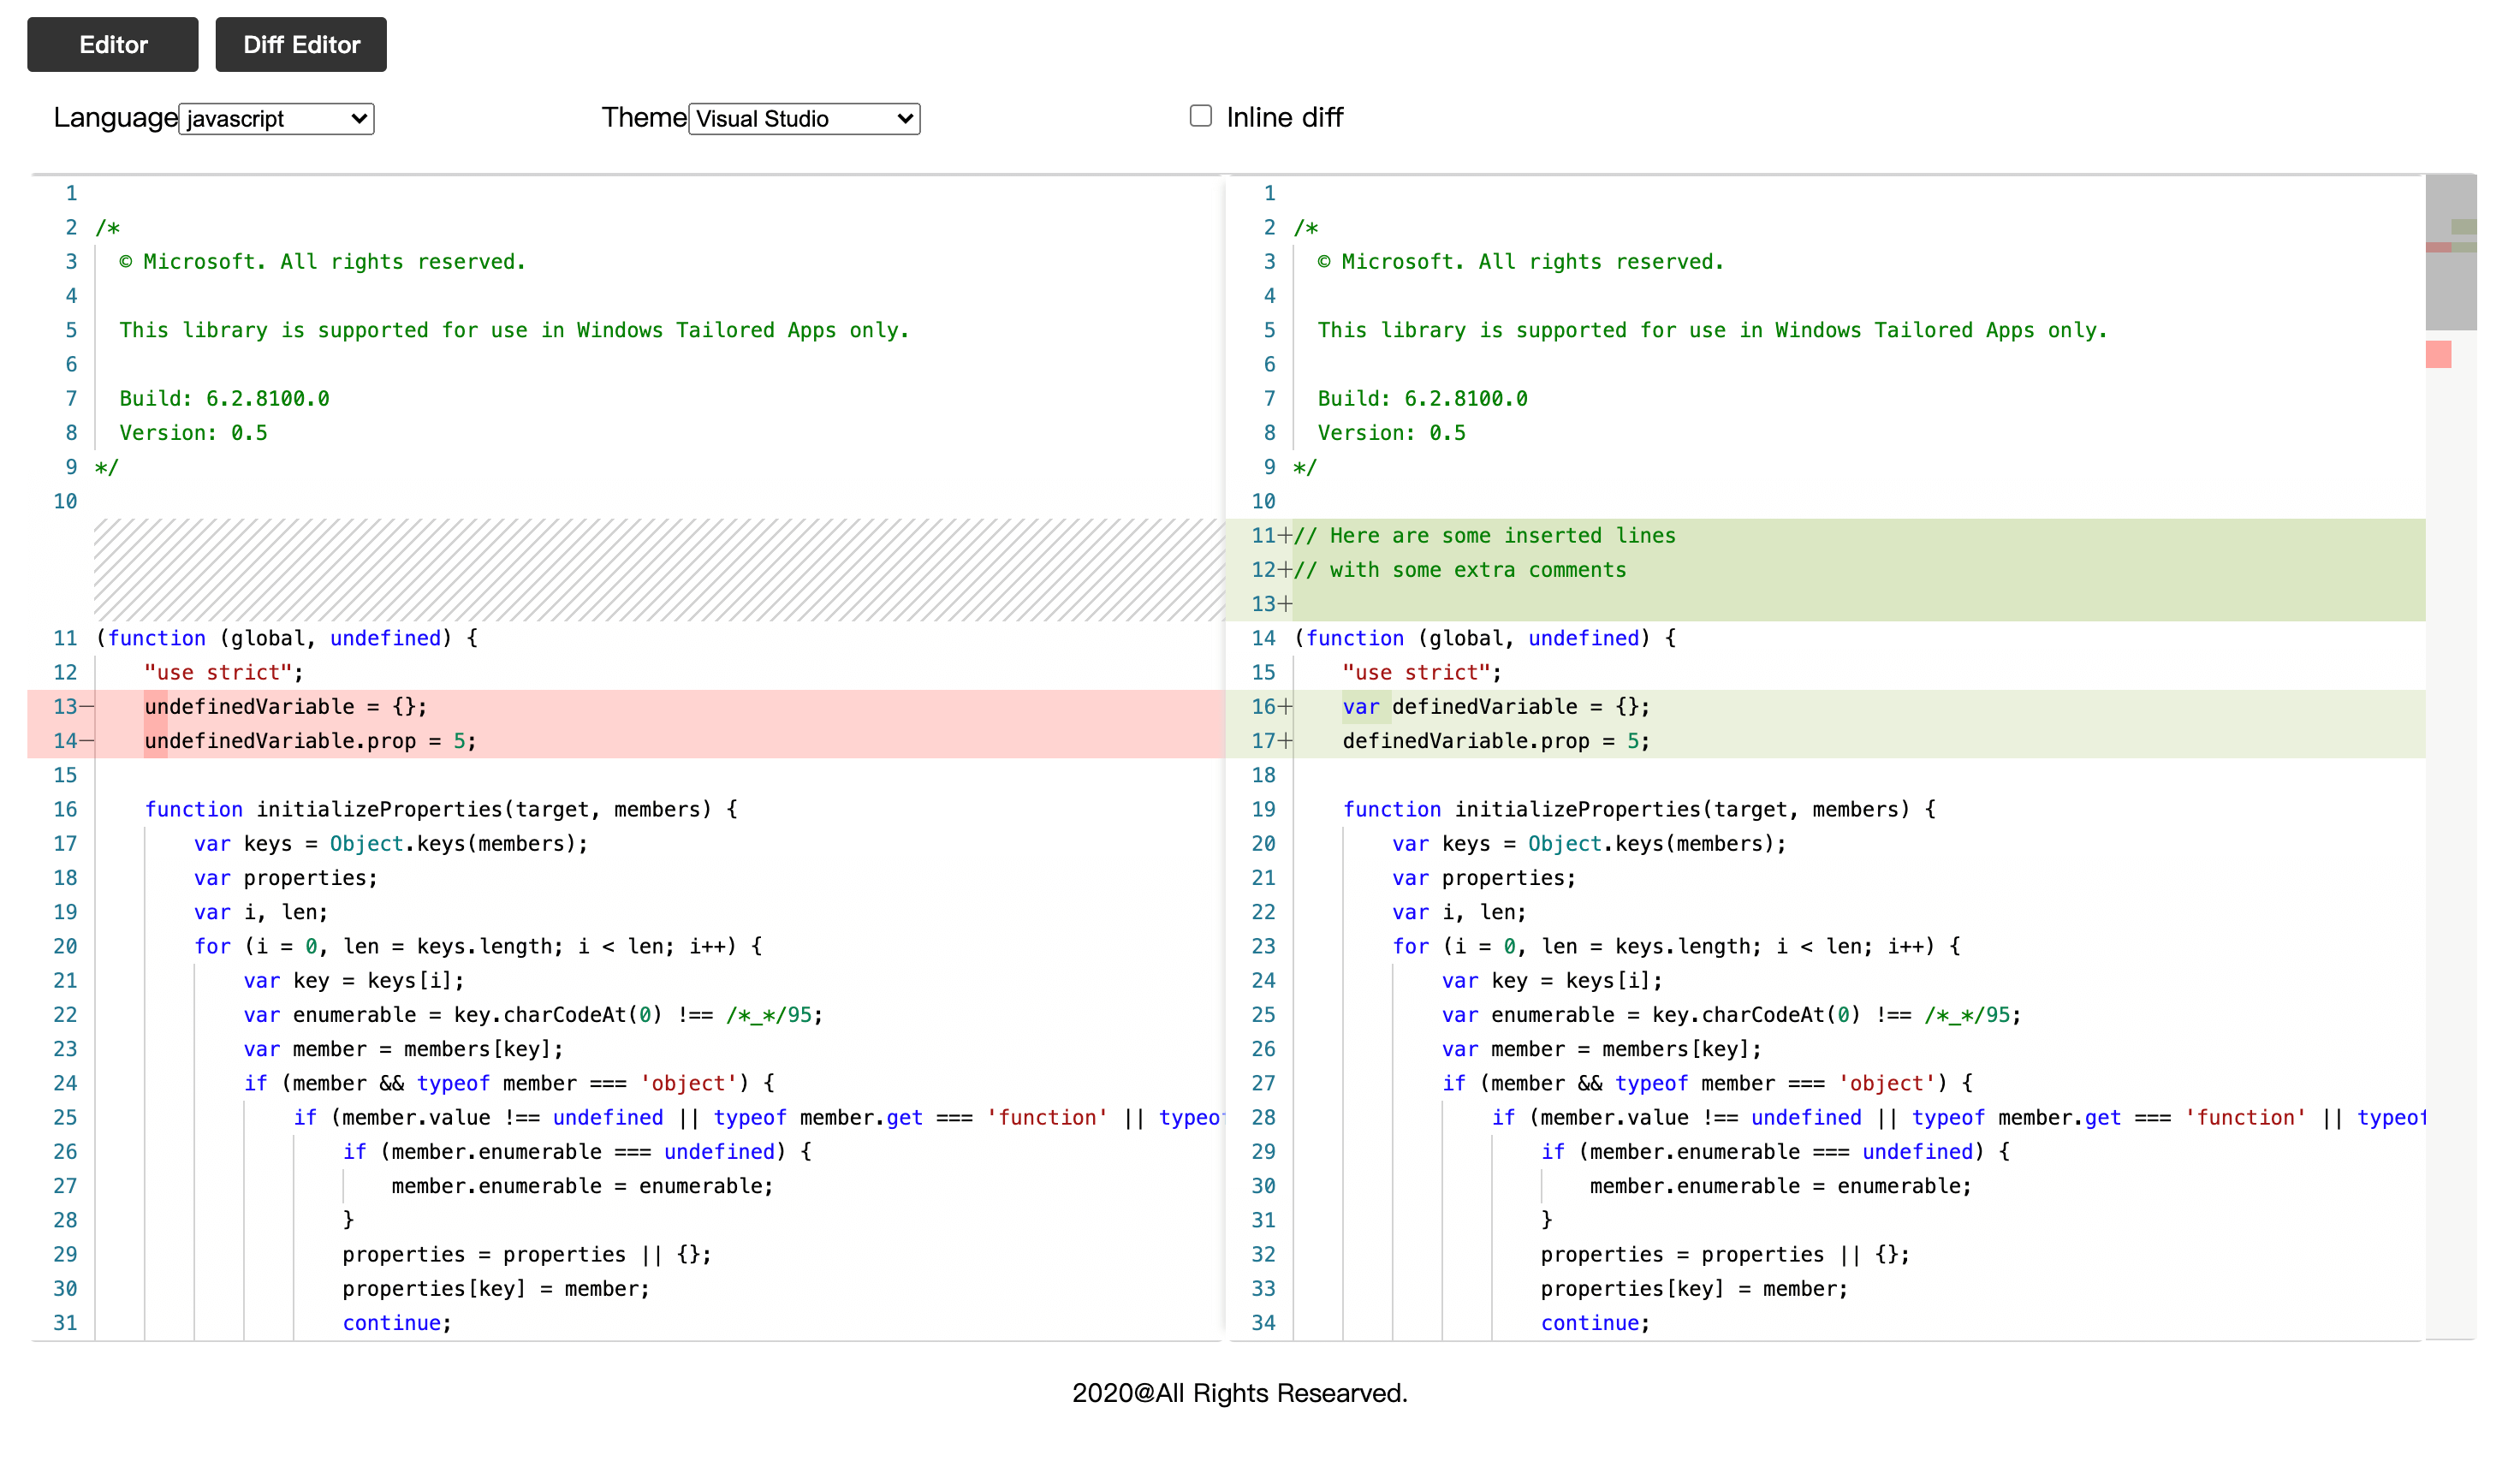 Editor Diff Editor
Language javascript Theme Visual Studio Inline diff
1
2 /*
3 © Microsoft. All rights reserved.
4
5 This library is supported for use in Windows Tailored Apps only.
6
7 Build: 6.2.8100.0
8 Version: 0.5
9 */
10
11 (function (global, undefined) {
12 "use strict";
13— undefinedVariable = {};
14— undefinedVariable.prop = 5;
15
16 function initializeProperties(target, members) {
17 var keys = Object.keys(members);
18 var properties;
19 var i, len;
20 for (i = 0, len = keys.length; i < len; i++) {
21 var key = keys[i];
22 var enumerable = key.charCodeAt(0) !== /*_*/95;
23 var member = members[key];
24 if (member && typeof member === 'object') {
25 if (member.value !== undefined || typeof member.get === 'function' || typeof
26 if (member.enumerable === undefined) {
27 member.enumerable = enumerable;
28 }
29 properties = properties || {};
30 properties[key] = member;
31 continue;
1
2 /*
3 © Microsoft. All rights reserved.
4
5 This library is supported for use in Windows Tailored Apps only.
6
7 Build: 6.2.8100.0
8 Version: 0.5
9 */
10
11+// Here are some inserted lines
12+// with some extra comments
13+
14 (function (global, undefined) {
15 "use strict";
16+ var definedVariable = {};
17+ definedVariable.prop = 5;
18
19 function initializeProperties(target, members) {
20 var keys = Object.keys(members);
21 var properties;
22 var i, len;
23 for (i = 0, len = keys.length; i < len; i++) {
24 var key = keys[i];
25 var enumerable = key.charCodeAt(0) !== /*_*/95;
26 var member = members[key];
27 if (member && typeof member === 'object') {
28 if (member.value !== undefined || typeof member.get === 'function' || typeof
29 if (member.enumerable === undefined) {
30 member.enumerable = enumerable;
31 }
32 properties = properties || {};
33 properties[key] = member;
34 continue;
2020@All Rights Researved.